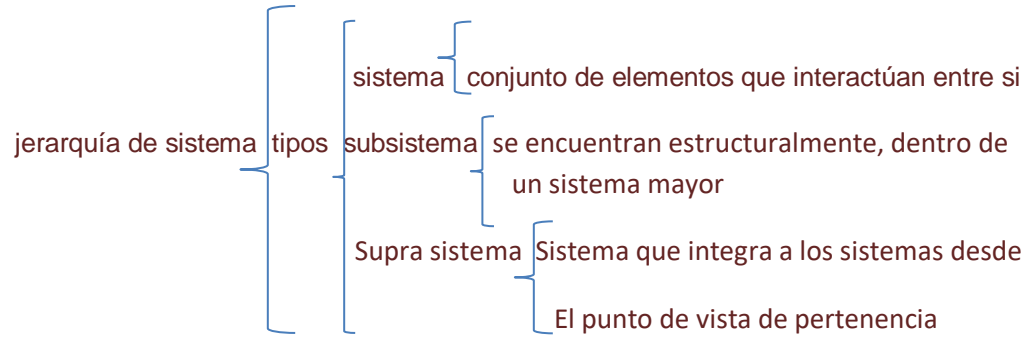 sistema conjunto de elementos que interactúan entre si
jerarquía de sistema tipos subsistema se encuentran estructuralmente, dentro de
un sistema mayor
Supra sistema Sistema que integra a los sistemas desde
El punto de vista de pertenencia